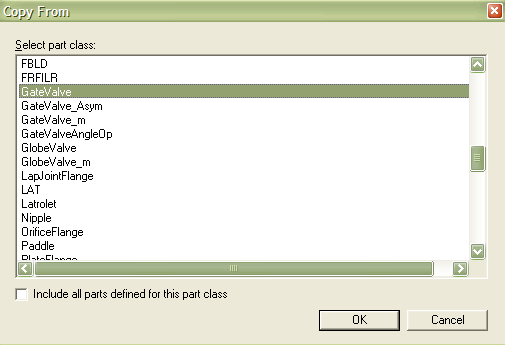 Copy From
Select part class:
FBLD
FRFILR
GateValve
GateValve_Asym
GateValve_m
GateValveAngleOp
GlobeValve
GlobeValve_m
LapJointFlange
LAT
Latrolet
Nipple
OrificeFlange
Paddle
PlateFlange
Include all parts defined for this part class
OK
Cancel